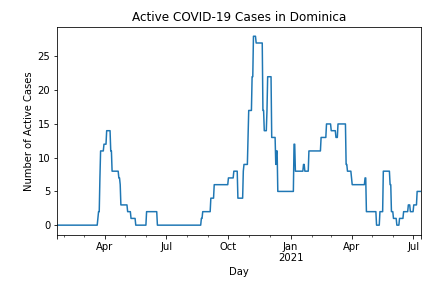 Active COVID-19 Cases in Dominica
Number of Active Cases
25
20
15
10
5
0
Apr
Jul
Oct
Jan
2021
Apr
Jul
Day